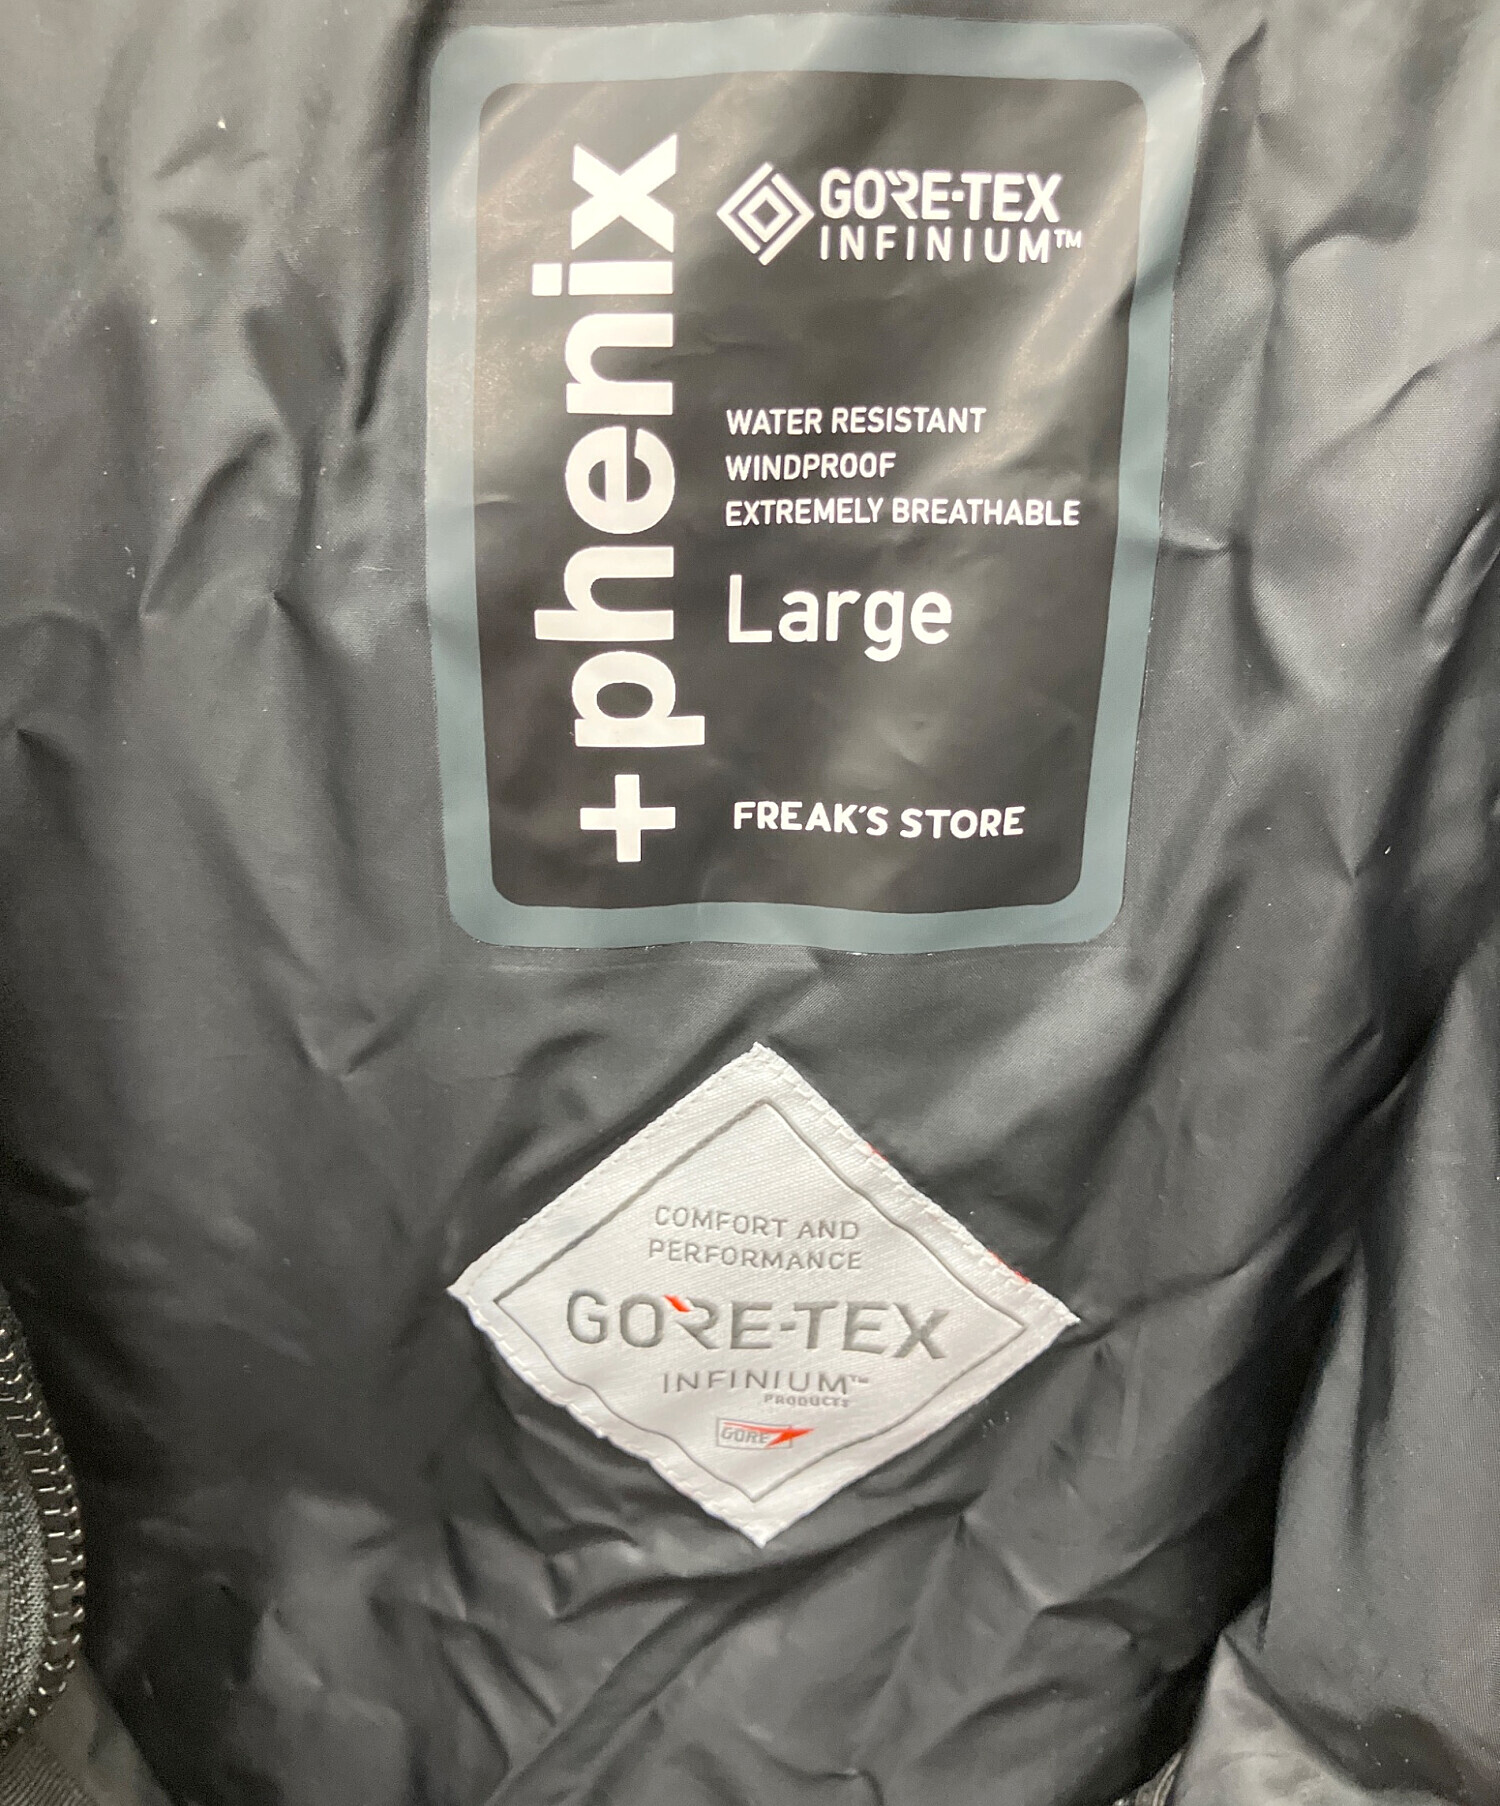 +phenix
GORE-TEX
INFINIUM™
WATER RESISTANT
WINDPROOF
EXTREMELY BREATHABLE
Large
FREAK'S STORE
COMFORT AND
PERFORMANCE
GORE-TEX
INFINIUM™
PRODUCTS
GORE